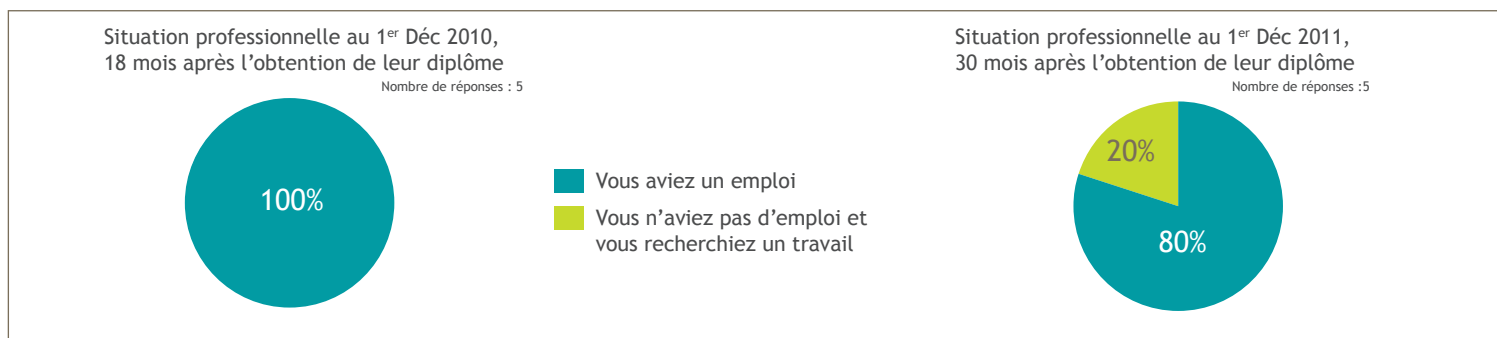 Situation professionnelle au 1er Déc 2010,
18 mois après l'obtention de leur diplôme
Nombre de réponses : 5
100%
Vous aviez un emploi
Vous n'aviez pas d'emploi et
vous recherchiez un travail
Situation professionnelle au 1er Déc 2011,
30 mois après l'obtention de leur diplôme
Nombre de réponses :5
20%
80%